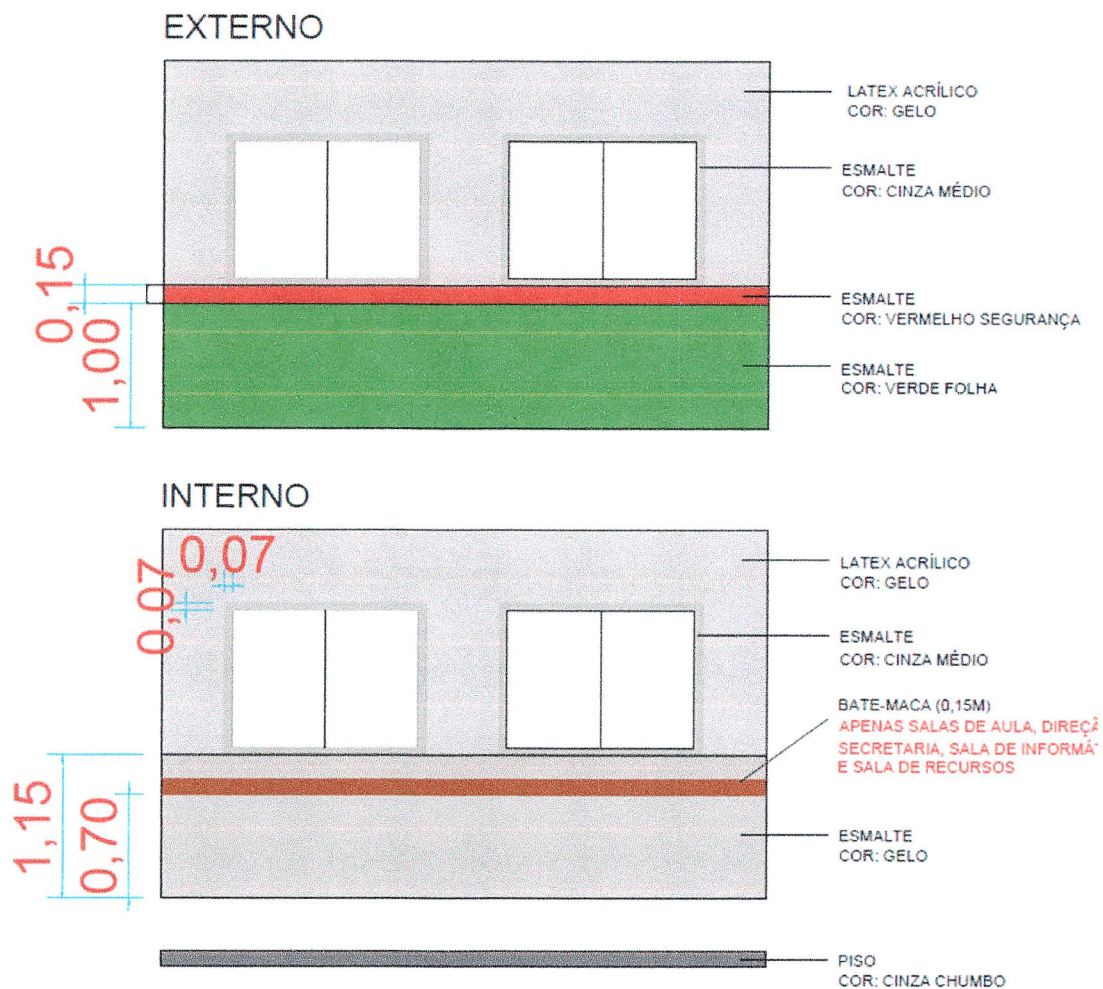 EXTERNO
LATEX ACRÍLICO
COR: GELO
ESMALTE
COR: CINZA MÉDIO
0,15
ESMALTE
COR: VERMELHO SEGURANÇA
1,00
ESMALTE
COR: VERDE FOLHA
INTERNO
0,07
0,07
LATEX ACRÍLICO
COR: GELO
ESMALTE
COR: CINZA MÉDIO
BATE-MACA (0,15M)
APENAS SALAS DE AULA, DIREÇÃ
SECRETARIA, SALA DE INFORMÁ
E SALA DE RECURSOS
1,15
0,70
ESMALTE
COR: GELO
PISO
COR: CINZA CHUMBO